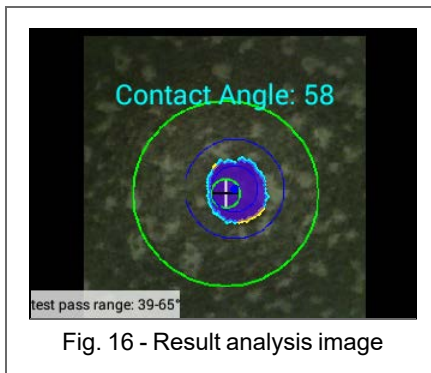 Contact Angle: 58
test pass range: 39-65°
Fig. 16 - Result analysis image